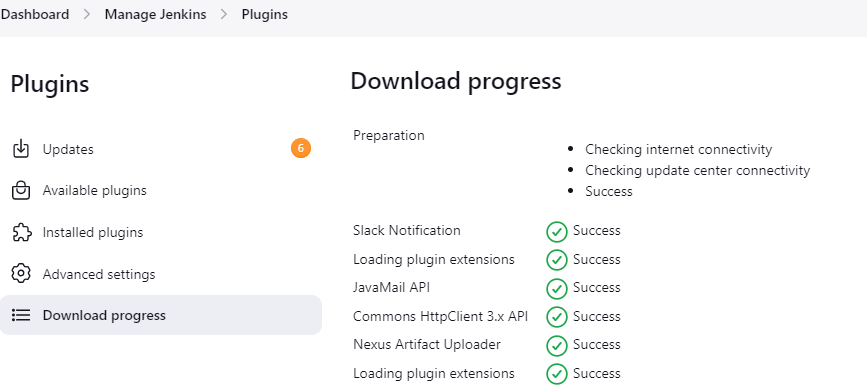 Dashboard > Manage Jenkins > Plugins
Plugins
Updates 6
Available plugins
Installed plugins
Advanced settings
Download progress
Download progress
Preparation
• Checking internet connectivity
• Checking update center connectivity
• Success
Slack Notification Success
Loading plugin extensions Success
JavaMail API Success
Commons HttpClient 3.x API Success
Nexus Artifact Uploader Success
Loading plugin extensions Success